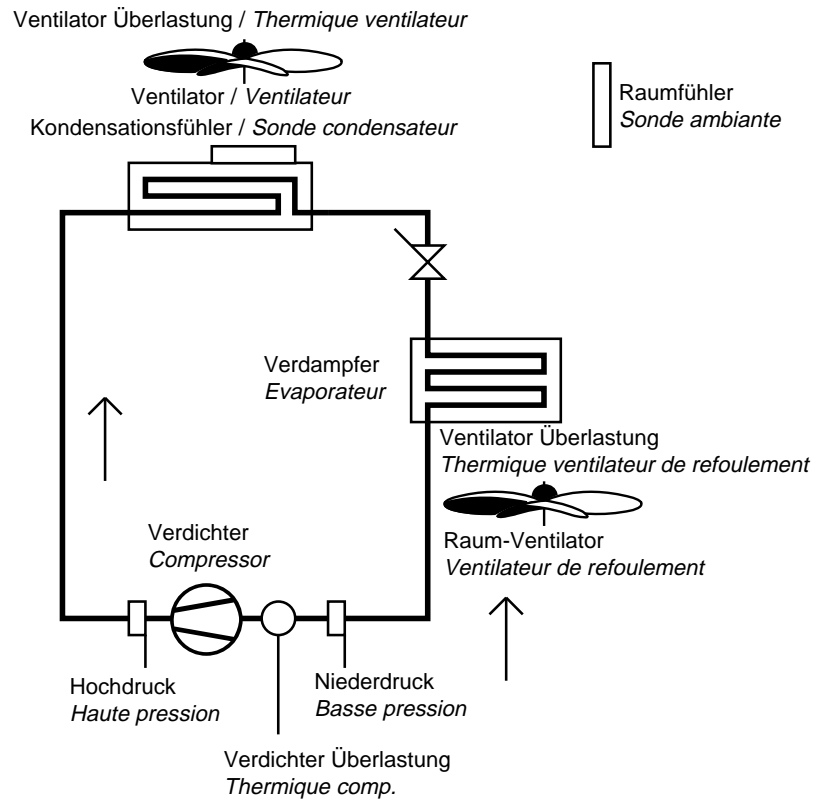 Ventilator Überlastung / Thermique ventilateur
Ventilator / Ventilateur
Kondensationsfühler / Sonde condensateur
Raumfühler
Sonde ambiante
Verdampfer
Evaporateur
Ventilator Überlastung
Thermique ventilateur de refoulement
Raum-Ventilator
Ventilateur de refoulement
Verdichter
Compressor
Hochdruck
Haute pression
Niederdruck
Basse pression
Verdichter Überlastung
Thermique comp.